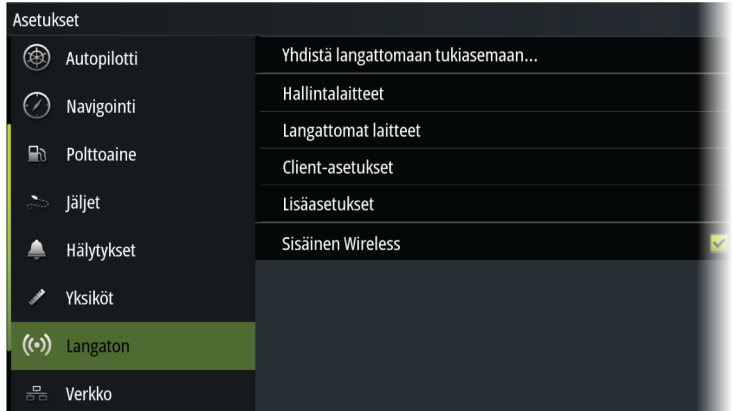 Asetukset
Autopilotti
Navigointi
Polttoaine
Jäljet
Hälytykset
Yksiköt
Langaton
Verkko
Yhdistä langattomaan tukiasemaan...
Hallintalaitteet
Langattomat laitteet
Client-asetukset
Lisäasetukset
Sisäinen Wireless